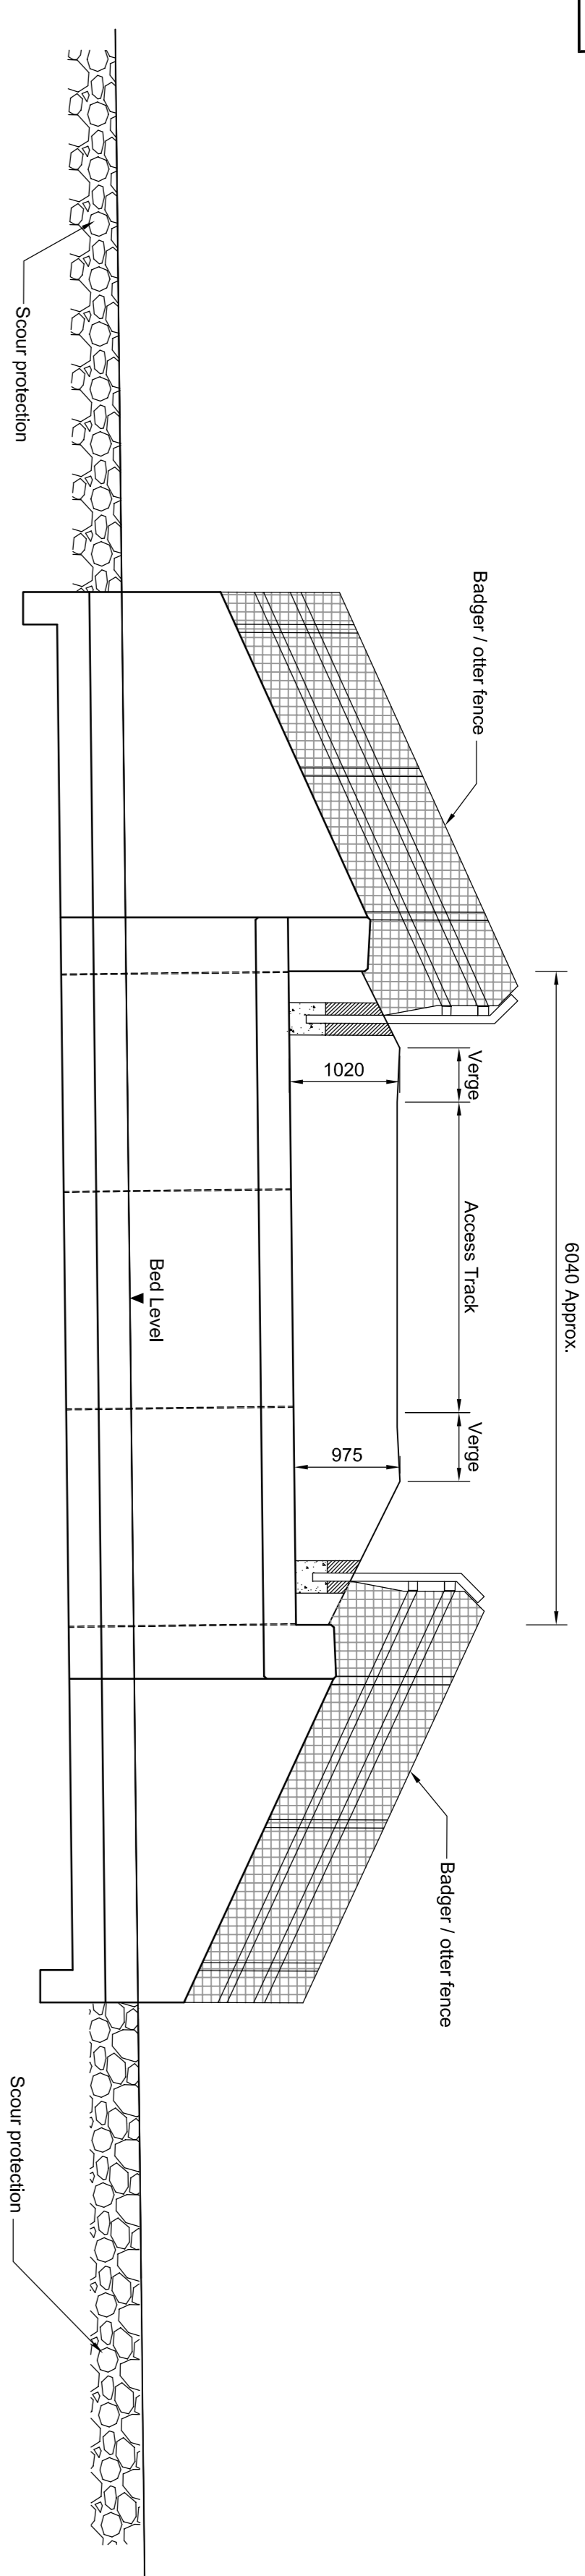 6040 Approx.
Badger / otter fence
Verge
Access Track
Verge
Badger / otter fence
1020
975
Bed Level
Scour protection
Scour protection